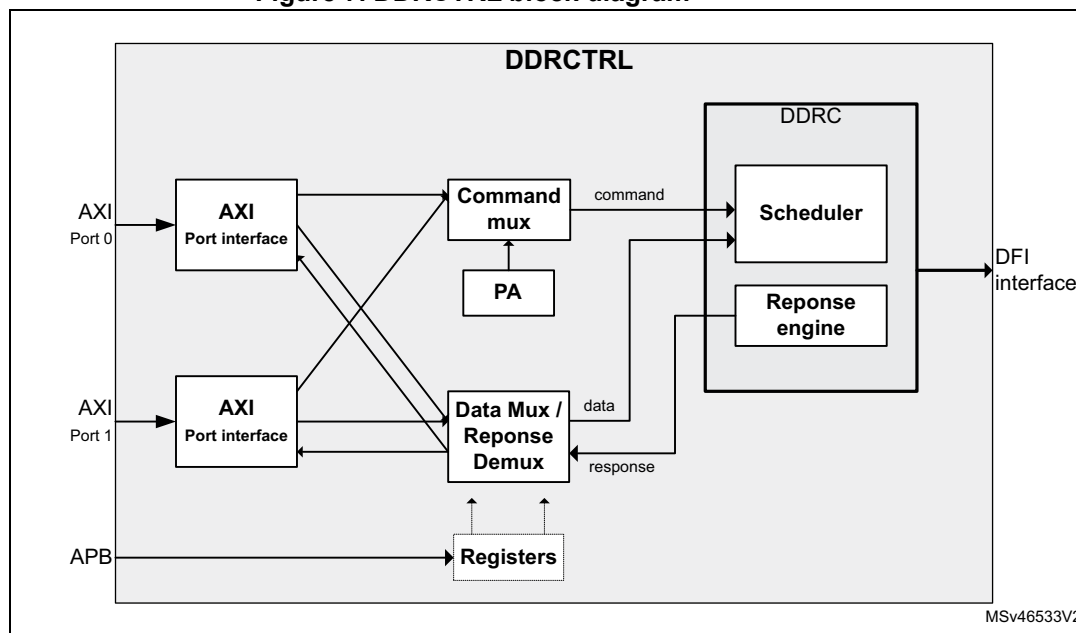 DDRCTRL
DDRC
AXI
Port 0
AXI
Port interface
Command
mux
command
Scheduler
PA
DFI
interface
Reponse
engine
AXI
Port 1
AXI
Port interface
Data Mux /
Reponse
Demux
data
response
APB
Registers
MSv46533V2